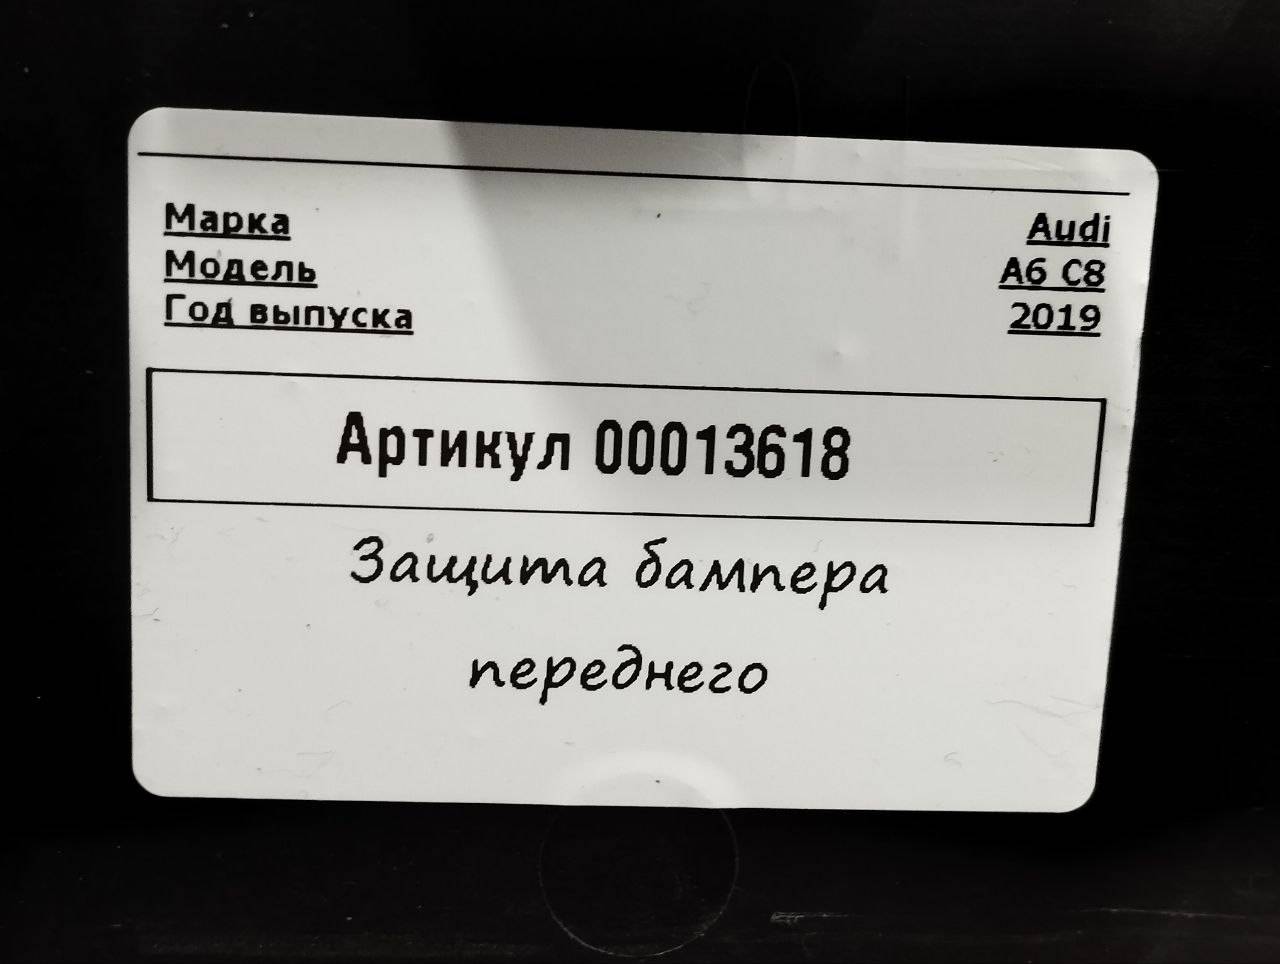 Марка Audi
Модель A6 C8
Год выпуска 2019
Артикул 00013618
Защита бампера
переднего